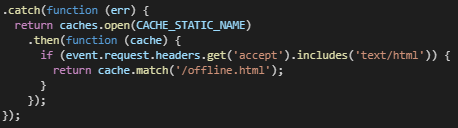 .catch(function (err) {
  return caches.open(CACHE_STATIC_NAME)
    .then(function (cache) {
      if (event.request.headers.get('accept').includes('text/html')) {
        return cache.match('/offline.html');
      }
    });
});